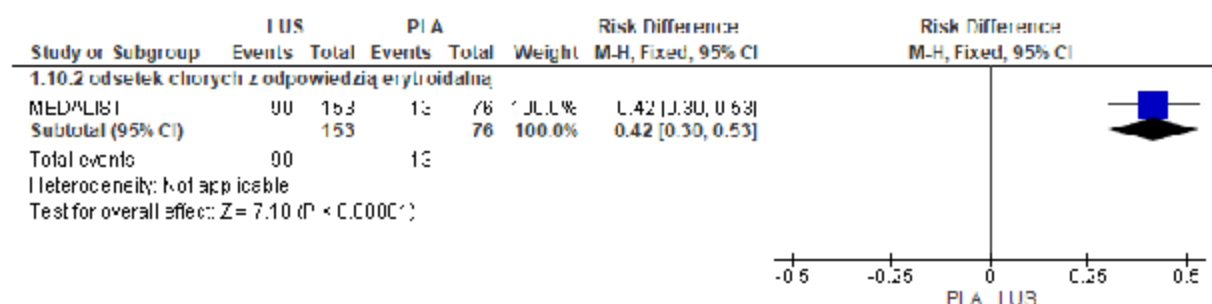 LUS PLA Risk Difference Risk Difference
Study or Subgroup Events Total Events Total Weight M-H, Fixed, 95% CI M-H, Fixed, 95% CI
1.10.2 odsetek chorych z odpowiedzią erytroidalną
MEDALIST 90 153 13 76 100.0% 0.42 [0.30, 0.53]
Subtotal (95% CI) 153 76 100.0% 0.42 [0.30, 0.53]
Total events 90 13
Heterogeneity: Not applicable
Test for overall effect: Z = 7.10 (P < 0.00001)
-0.5 -0.25 0 0.25 0.5
PLA LUS